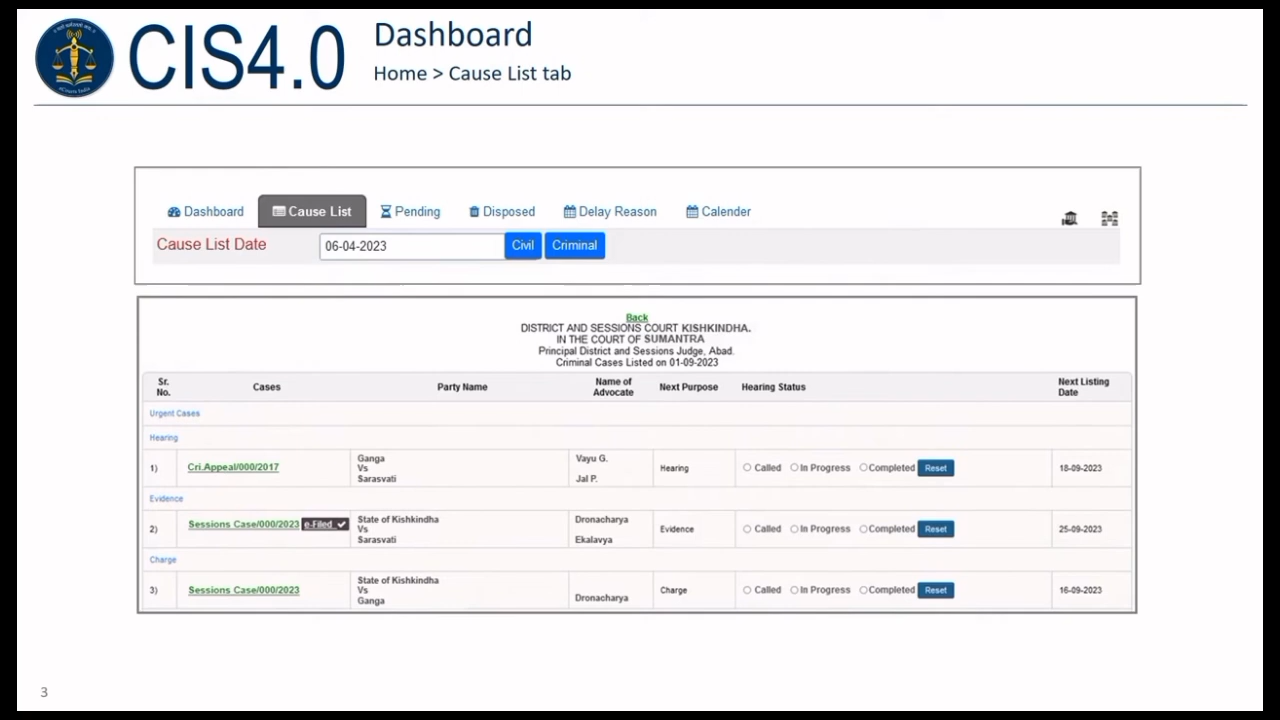 CIS4.0
Dashboard
Home > Cause List tab
Dashboard Cause List Pending Disposed Delay Reason Calender
Cause List Date 06-04-2023 Civil Criminal
Back
DISTRICT AND SESSIONS COURT KISHKINDHA.
IN THE COURT OF SUMANTRA
Principal District and Sessions Judge, Abad.
Criminal Cases Listed on 01-09-2023
Sr. No. Cases Party Name Name of Advocate Next Purpose Hearing Status Next Listing Date
Urgent Cases
Hearing
1) Cri.Appeal/000/2017 Ganga Vs Sarasvati Vayu G. Jal P. Hearing Called In Progress Completed Reset 18-09-2023
Evidence
2) Sessions Case/000/2023 e-Filed State of Kishkindha Vs Sarasvati Dronacharya Ekalavya Evidence Called In Progress Completed Reset 25-09-2023
Charge
3) Sessions Case/000/2023 State of Kishkindha Vs Ganga Dronacharya Charge Called In Progress Completed Reset 16-09-2023
3